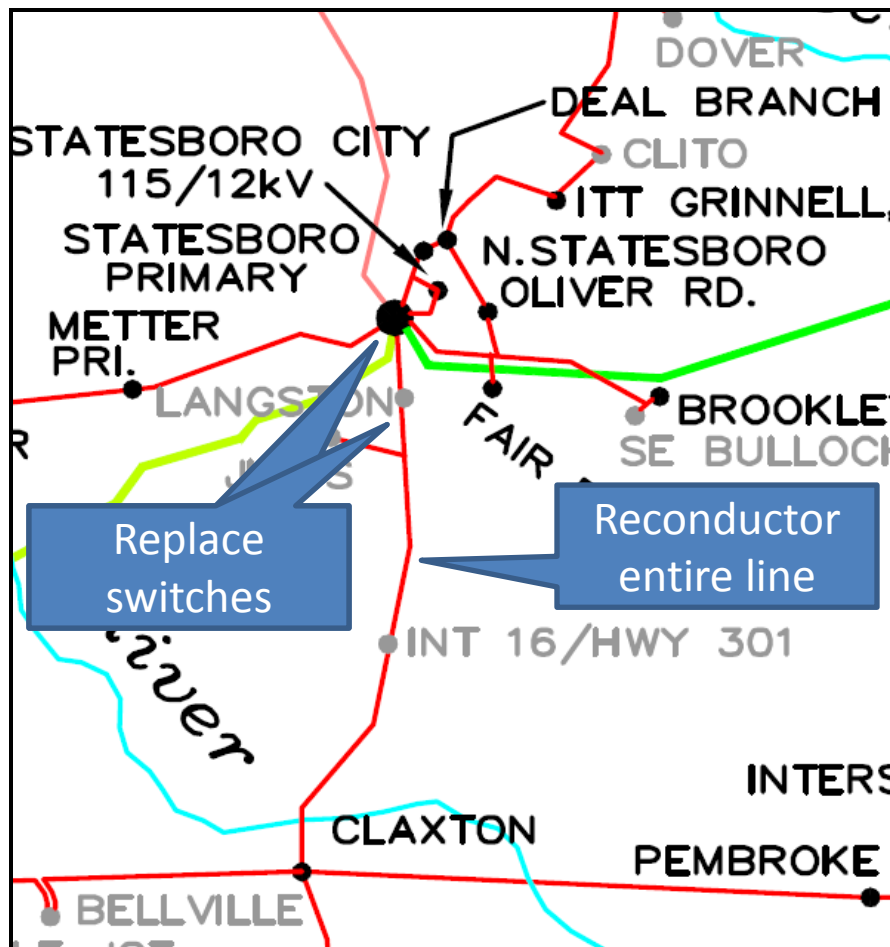 DOVER
DEAL BRANCH
STATESBORO CITY
115/12kV
CLITO
ITT GRINNELL,
STATESBORO
PRIMARY
N.STATESBORO
OLIVER RD.
METTER
PRI.
LANGSTON
BROOKLET
FAIR
SE BULLOCH
R
Replace
switches
Reconductor
entire line
INT 16/HWY 301
iver
INTERS
CLAXTON
PEMBROKE
BELLVILLE